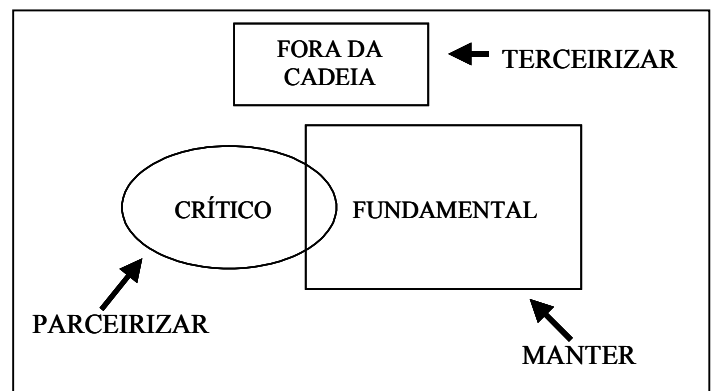 FORA DA
CADEIA
TERCEIRIZAR
CRÍTICO
FUNDAMENTAL
PARCEIRIZAR
MANTER